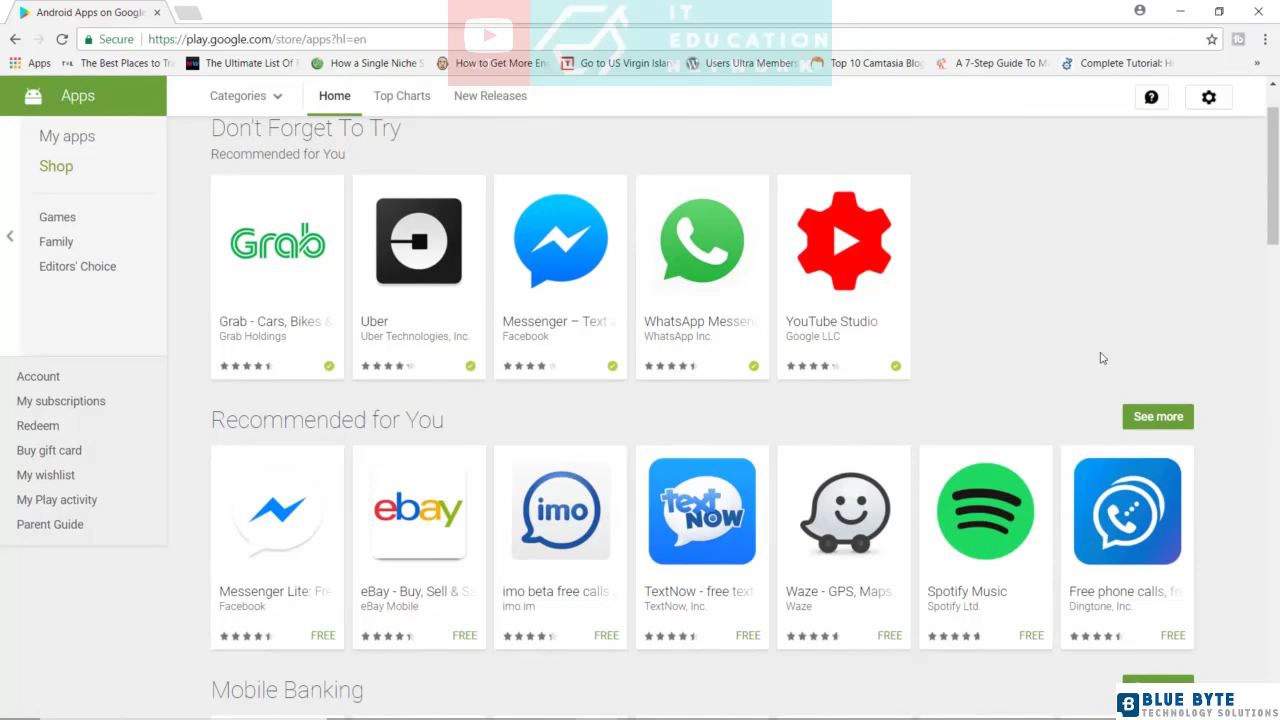 Android Apps on Google
Secure
https://play.google.com/store/apps?hl=en
IT
EDUCATION
NETWORK
fb
Apps
The Best Places to Tra
The Ultimate List Of
How a Single Niche S
How to Get More En
Go to US Virgin Islan
Users Ultra Members
Top 10 Camtasia Blog
A 7-Step Guide To M
Complete Tutorial: H
»
Apps
Categories
Home
Top Charts
New Releases
My apps
Shop
Games
Family
Editors' Choice
Account
My subscriptions
Redeem
Buy gift card
My wishlist
My Play activity
Parent Guide
Don't Forget To Try
Recommended for You
Grab
Grab - Cars, Bikes &
Grab Holdings
Uber
Uber Technologies, Inc.
Messenger – Text a
Facebook
WhatsApp Messen
WhatsApp Inc.
YouTube Studio
Google LLC
Recommended for You
See more
Messenger Lite: Fre
Facebook
FREE
ebay
eBay - Buy, Sell & S
eBay Mobile
FREE
imo
imo beta free calls
imo.im
FREE
text
NOW
TextNow - free text
TextNow, Inc.
FREE
Waze - GPS, Maps,
Waze
FREE
Spotify Music
Spotify Ltd.
FREE
Free phone calls, fr
Dingtone, Inc.
FREE
Mobile Banking
BLUE BYTE
TECHNOLOGY SOLUTIONS